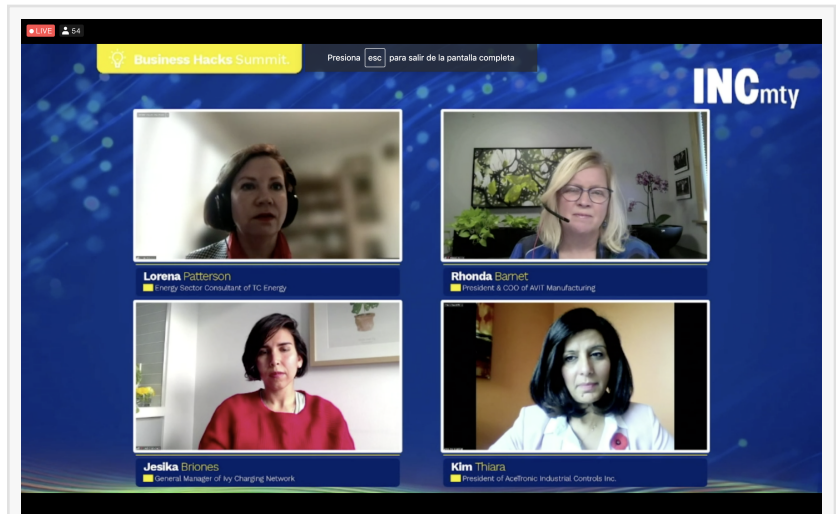 LIVE 54
Business Hacks Summit.
Presiona esc para salir de la pantalla completa
INCmty
Lorena Patterson
Energy Sector Consultant of TC Energy
Rhonda Barnet
President & COO of AVIT Manufacturing
Jesika Briones
General Manager of Ivy Charging Network
Kim Thiara
President of AceTronic Industrial Controls Inc.